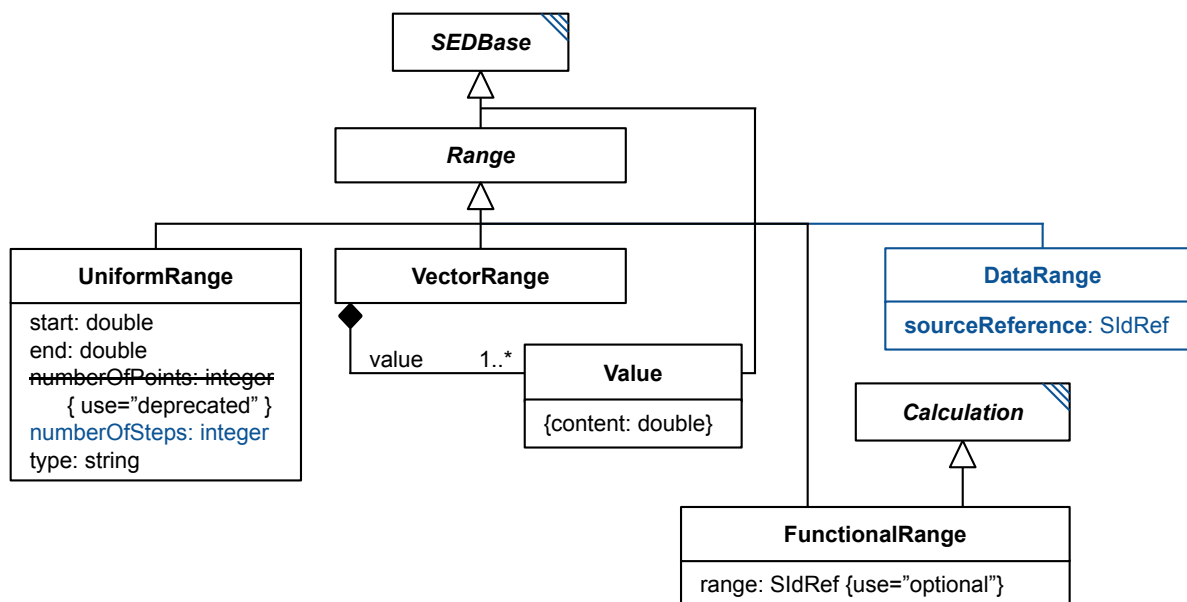 SEDBase
Range
UniformRange
start: double
end: double
numberOfPoints: integer
{ use=”deprecated” }
numberOfSteps: integer
type: string
VectorRange
value 1..*
Value
{content: double}
DataRange
sourceReference: SIdRef
Calculation
FunctionalRange
range: SIdRef {use=”optional”}